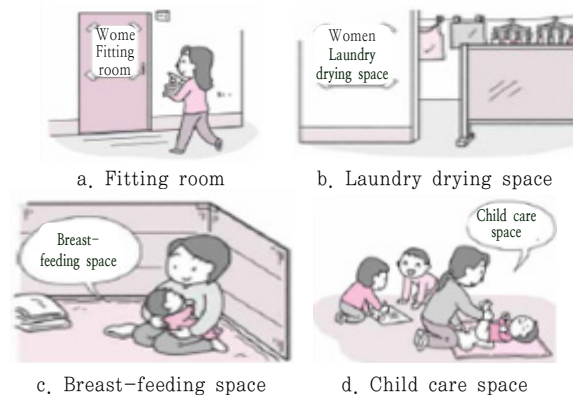 Wome
Fitting
room
Women
Laundry
drying space
a. Fitting room
b. Laundry drying space
Breast-
feeding space
Child care
space
c. Breast-feeding space
d. Child care space